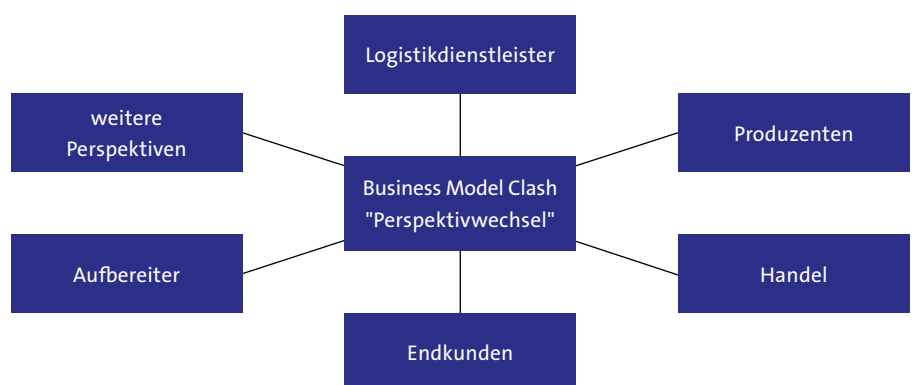 Logistikdienstleister
weitere
Perspektiven
Produzenten
Business Model Clash
"Perspektivwechsel"
Aufbereiter
Handel
Endkunden